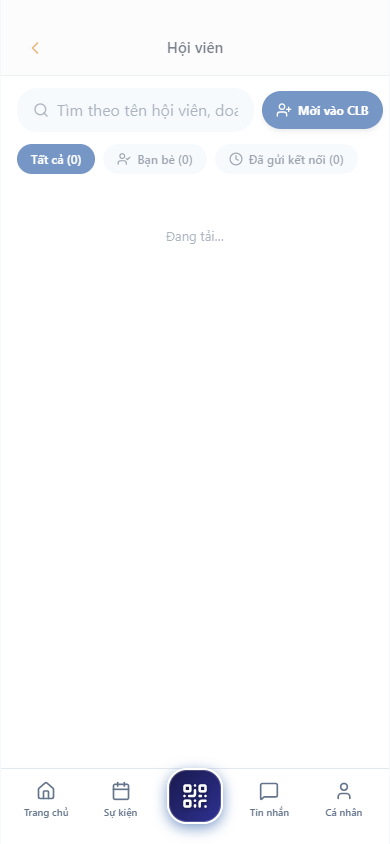 Hội viên
Tìm theo tên hội viên, doa
Mời vào CLB
Tất cả (0)
Bạn bè (0)
Đã gửi kết nối (0)
Đang tải...
Trang chủ
Sự kiện
Tin nhắn
Cá nhân